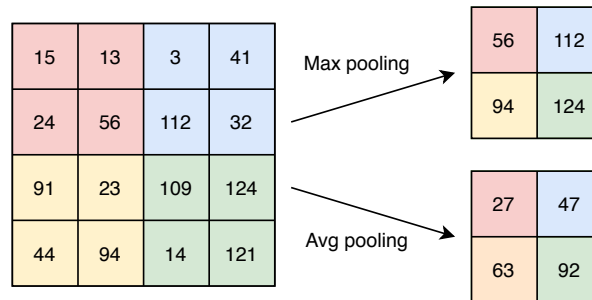 15 13 3 41
24 56 112 32
91 23 109 124
44 94 14 121
Max pooling
56 112
94 124
Avg pooling
27 47
63 92